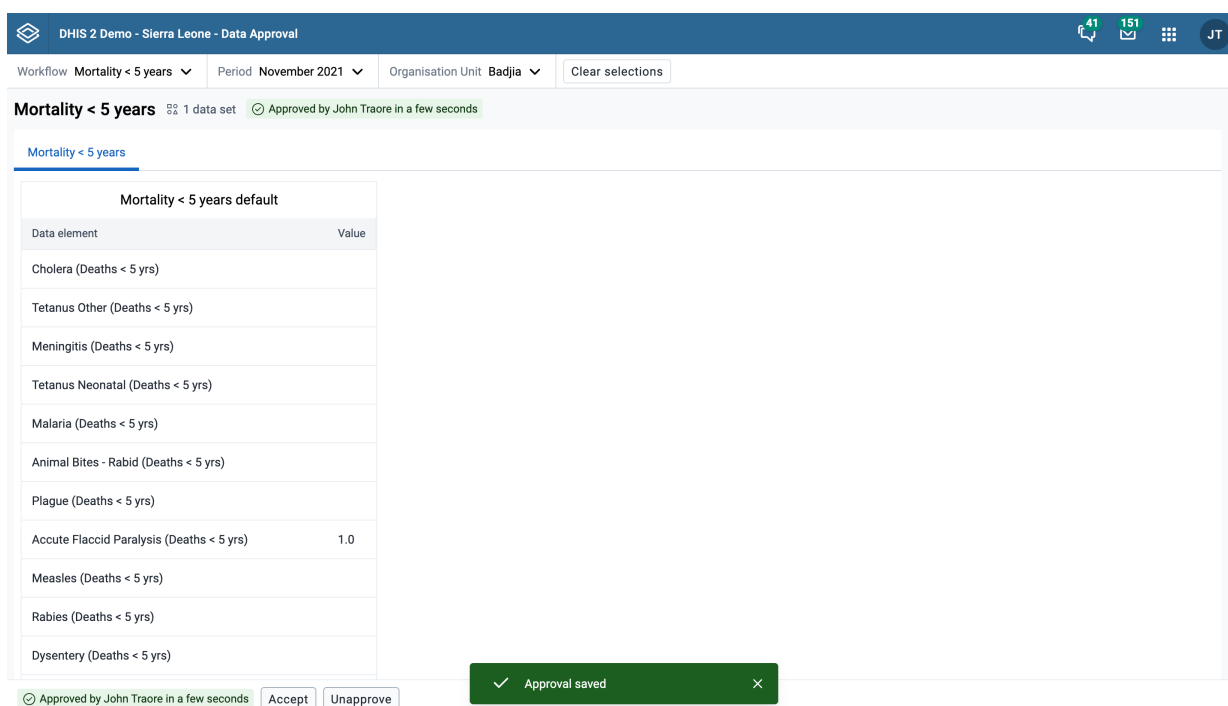 DHIS 2 Demo - Sierra Leone - Data Approval
41
151
JT
Workflow Mortality < 5 years
Period November 2021
Organisation Unit Badjia
Clear selections
Mortality < 5 years
1 data set
Approved by John Traore in a few seconds
Mortality < 5 years
Mortality < 5 years default
Data element Value
Cholera (Deaths < 5 yrs)
Tetanus Other (Deaths < 5 yrs)
Meningitis (Deaths < 5 yrs)
Tetanus Neonatal (Deaths < 5 yrs)
Malaria (Deaths < 5 yrs)
Animal Bites - Rabid (Deaths < 5 yrs)
Plague (Deaths < 5 yrs)
Accute Flaccid Paralysis (Deaths < 5 yrs) 1.0
Measles (Deaths < 5 yrs)
Rabies (Deaths < 5 yrs)
Dysentery (Deaths < 5 yrs)
Approval saved
Approved by John Traore in a few seconds
Accept
Unapprove